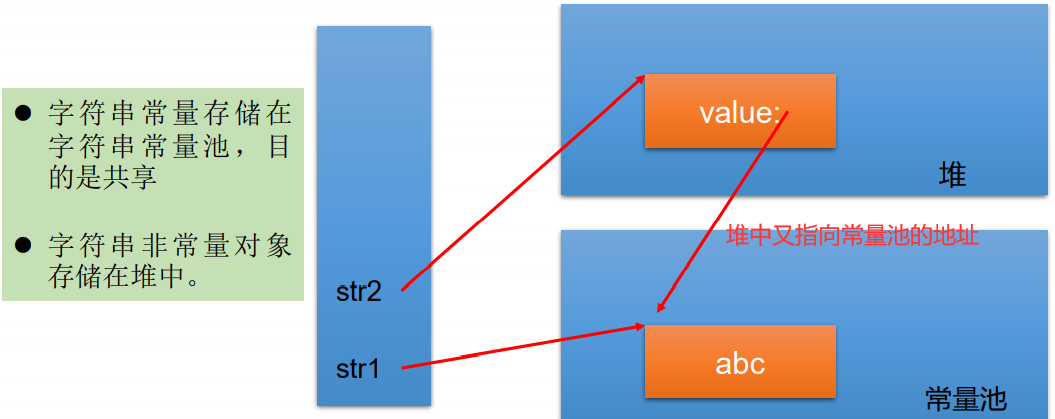 ● 字符串常量存储在
字符串常量池，目
的是共享
● 字符串非常量对象
存储在堆中。
str2
str1
value:
堆
堆中又指向常量池的地址
abc
常量池